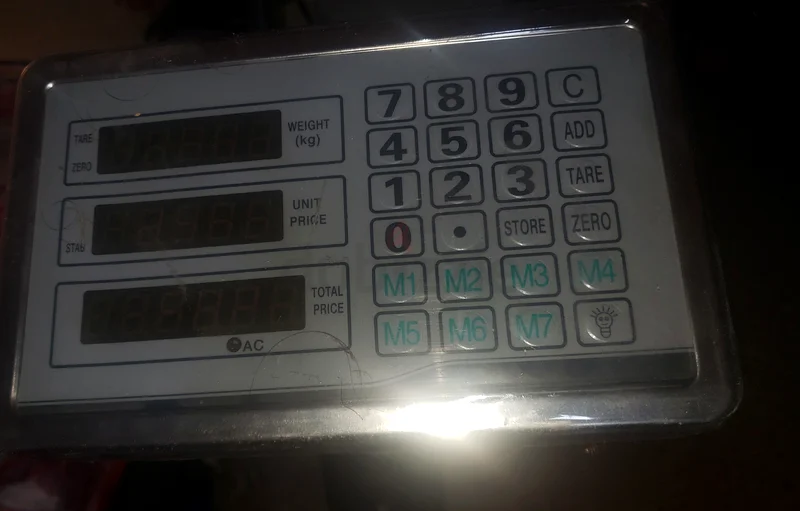 TARE
ZERO
WEIGHT
(kg)
UNIT
PRICE
STAR
TOTAL
PRICE
AC
7 8 9 C
4 5 6 ADD
1 2 3 TARE
0 . STORE ZERO
M1 M2 M3 M4
M5 M6 M7